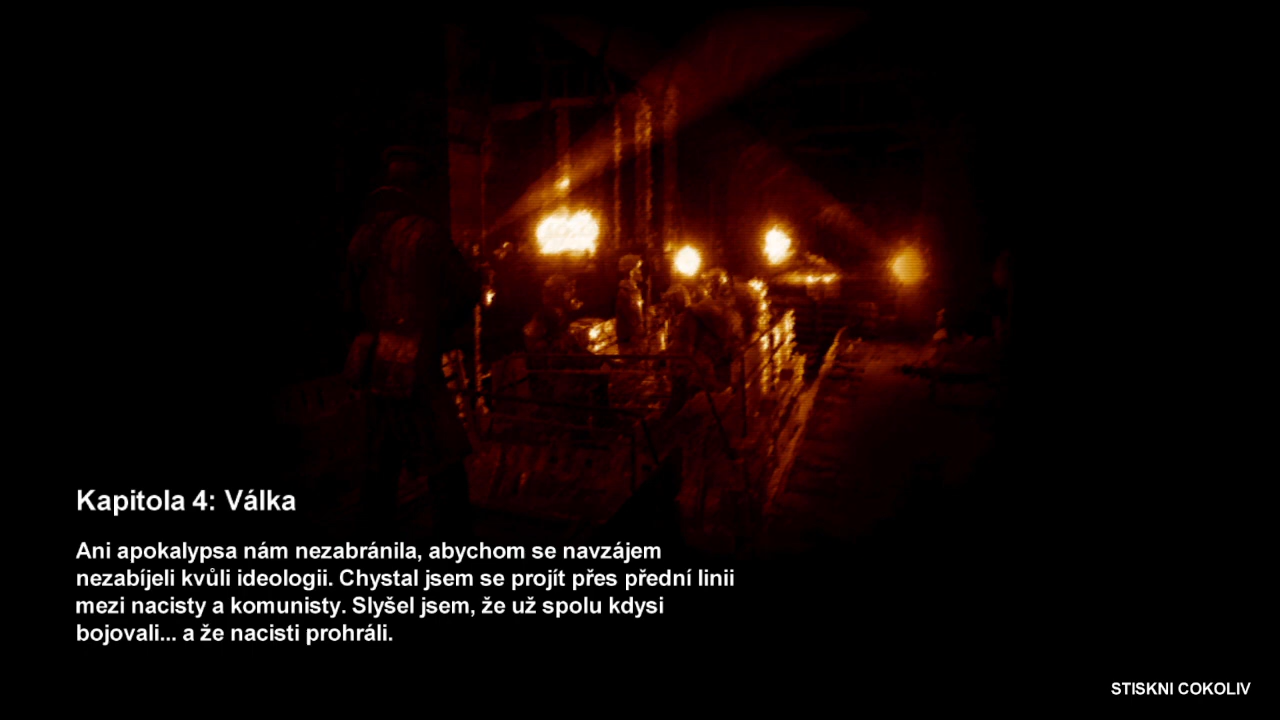 Kapitola 4: Válka
Ani apokalypsa nám nezabránila, abychom se navzájem
nezabíjeli kvůli ideologii. Chystal jsem se projít přes přední linii
mezi nacisty a komunisty. Slyšel jsem, že už spolu kdysi
bojovali... a že nacisti prohráli.
STISKNI COKOLIV